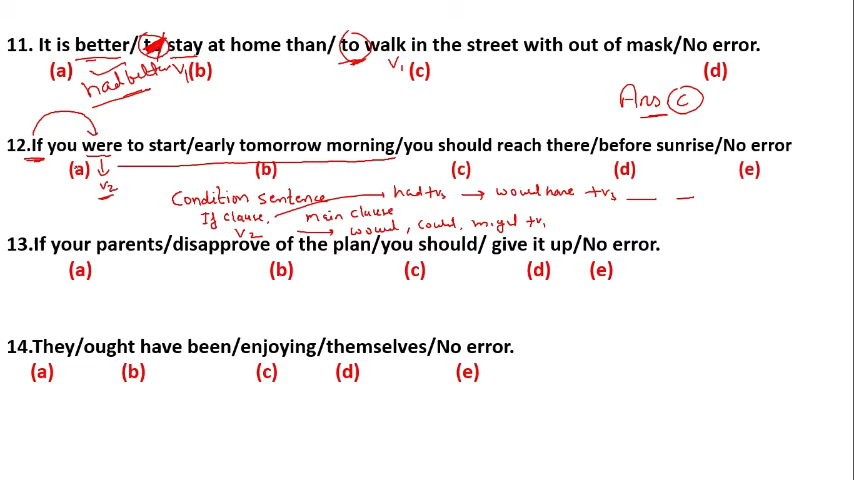 11. It is better/ to stay at home than/ to walk in the street with out of mask/No error.
(a) (b) (c) (d)
had better V1 V1
Ans (c)
12.If you were to start/early tomorrow morning/you should reach there/before sunrise/No error
(a) (b) (c) (d) (e)
V2
Condition sentence had+V3 → would have +V3
If clause, main clause
V2 → would, could, might +V1
13.If your parents/disapprove of the plan/you should/ give it up/No error.
(a) (b) (c) (d) (e)
14.They/ought have been/enjoying/themselves/No error.
(a) (b) (c) (d) (e)